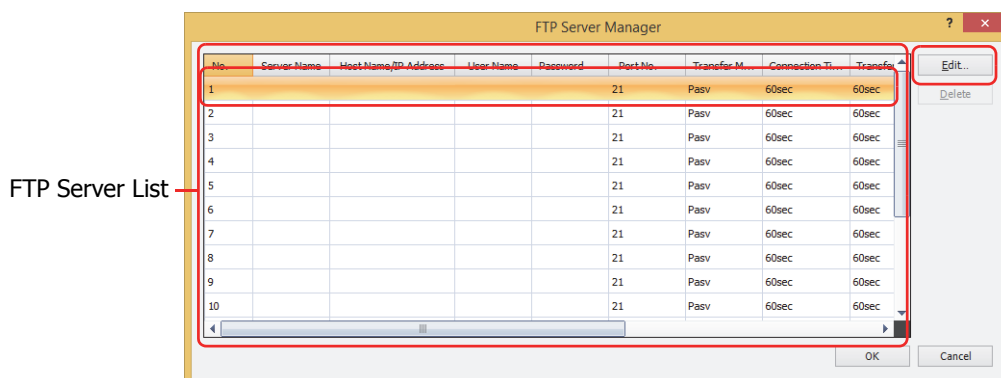 FTP Server Manager
?
No. Server Name Host Name/IP Address User Name Password Port No. Transfer M... Connection Ti... Transfer
Edit...
1 21 Pasv 60sec 60sec
Delete
2 21 Pasv 60sec 60sec
3 21 Pasv 60sec 60sec
4 21 Pasv 60sec 60sec
FTP Server List
5 21 Pasv 60sec 60sec
6 21 Pasv 60sec 60sec
7 21 Pasv 60sec 60sec
8 21 Pasv 60sec 60sec
9 21 Pasv 60sec 60sec
10 21 Pasv 60sec 60sec
OK Cancel